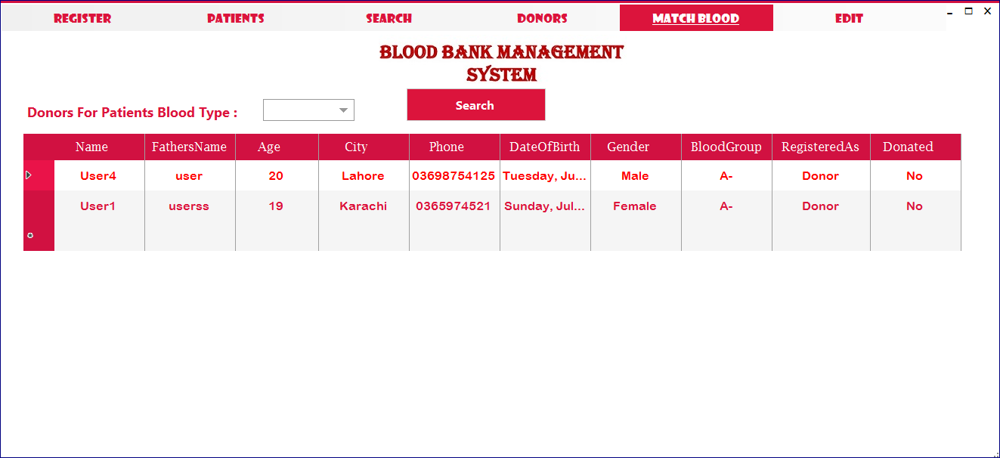 REGISTER PATIENTS SEARCH DONORS MATCH BLOOD EDIT
BLOOD BANK MANAGEMENT
SYSTEM
Donors For Patients Blood Type : Search
Name FathersName Age City Phone DateOfBirth Gender BloodGroup RegisteredAs Donated
User4 user 20 Lahore 03698754125 Tuesday, Ju... Male A- Donor No
User1 userss 19 Karachi 0365974521 Sunday, Jul... Female A- Donor No